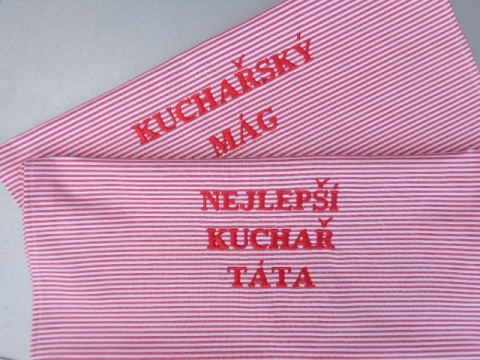 KUCHAŘSKÝ
MÁG
NEJLEPŠÍ
KUCHAŘ
TÁTA